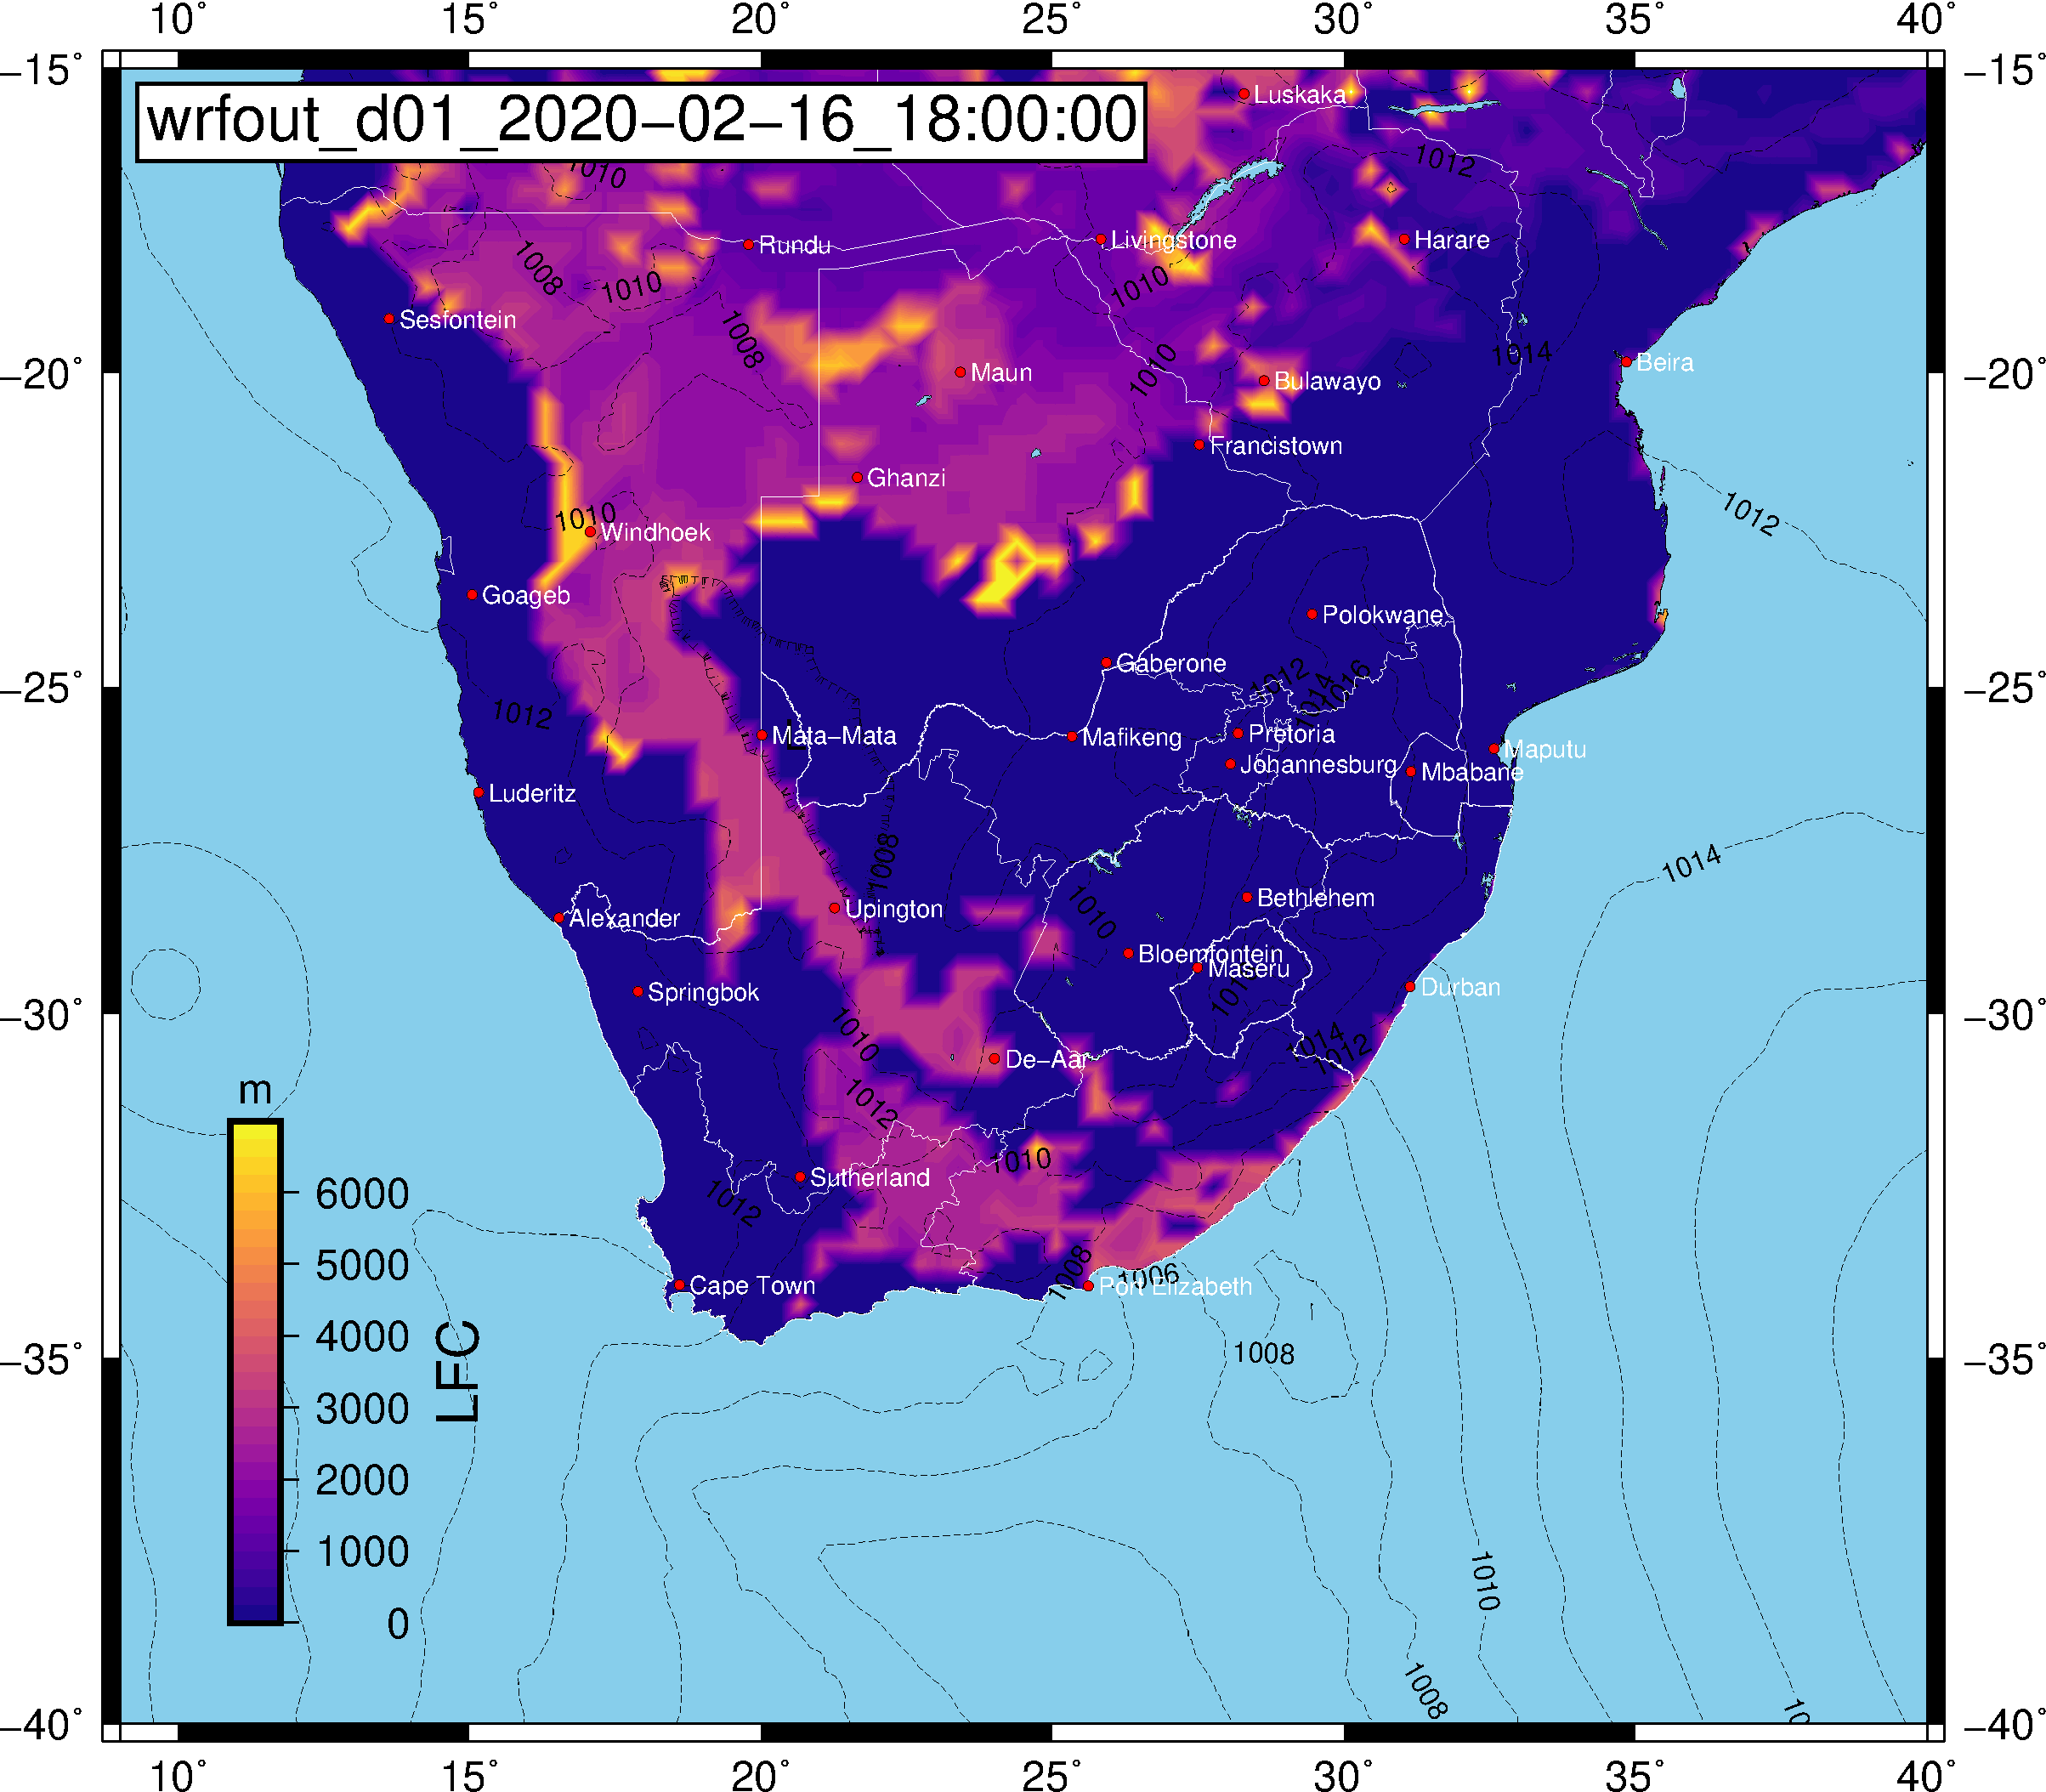 10° 15° 20° 25° 30° 35° 40°
−15° −15°
wrfout_d01_2020−02−16_18:00:00
Luskaka
1012
1010
Rundu
Livingstone
Harare
1008
1010
1010
Sesfontein
1008
1014
Beira
−20° −20°
Maun
1010
Bulawayo
Francistown
Ghanzi
1012
1010
Windhoek
Goageb
Polokwane
Gaberone
1012
1014
1016
−25° −25°
1012
Mata−Mata
L
Mafikeng
Pretoria
Maputu
Johannesburg
Mbabane
Luderitz
1008
1014
Bethlehem
Alexander
Upington
1010
Bloemfontein
Maseru
Springbok
Durban
−30° −30°
1010
1014
1012
De−Aar
m
1012
1010
Sutherland
1012
6000
1008
1006
Cape Town
Port Elizabeth
5000
4000
LFC
1008
−35° −35°
3000
2000
1000
1010
0
1008
10
−40° −40°
10° 15° 20° 25° 30° 35° 40°